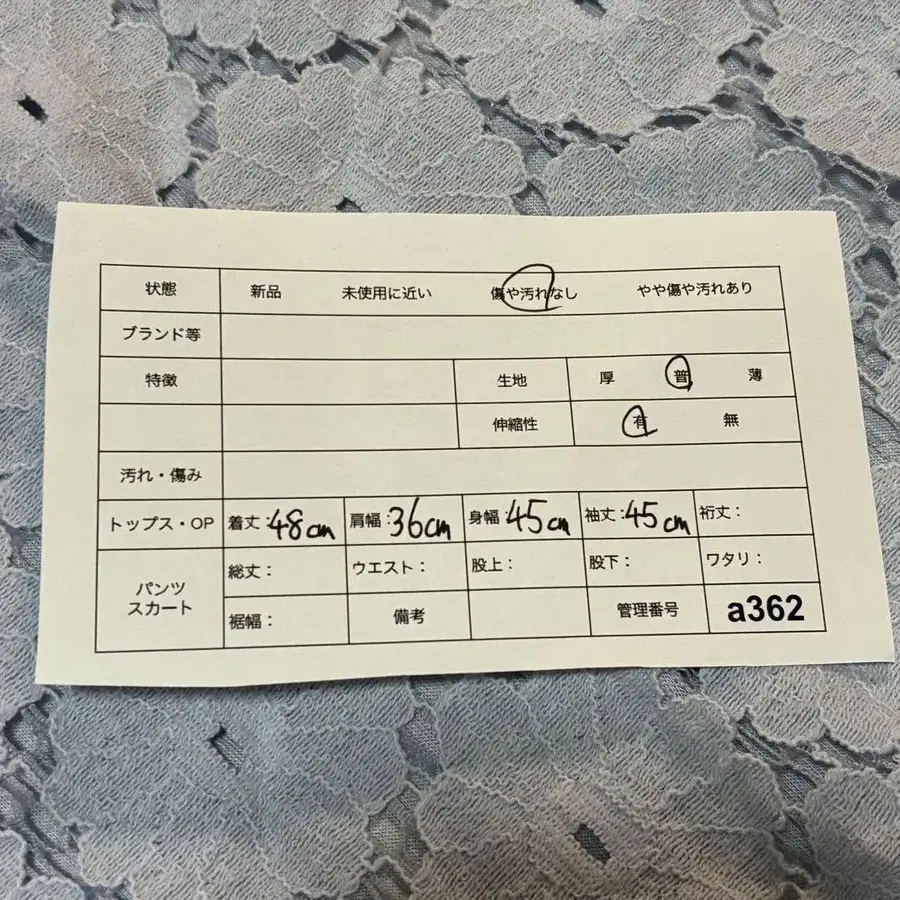 状態 新品 未使用に近い 傷や汚れなし やや傷や汚れあり
ブランド等
特徴 生地 厚 普 薄
伸縮性 有 無
汚れ・傷み
トップス・OP 着丈:48cm 肩幅:36cm 身幅:45cm 袖丈:45cm 裄丈:
パンツ
スカート
総丈: ウエスト: 股上: 股下: ワタリ:
裾幅: 備考 管理番号 a362